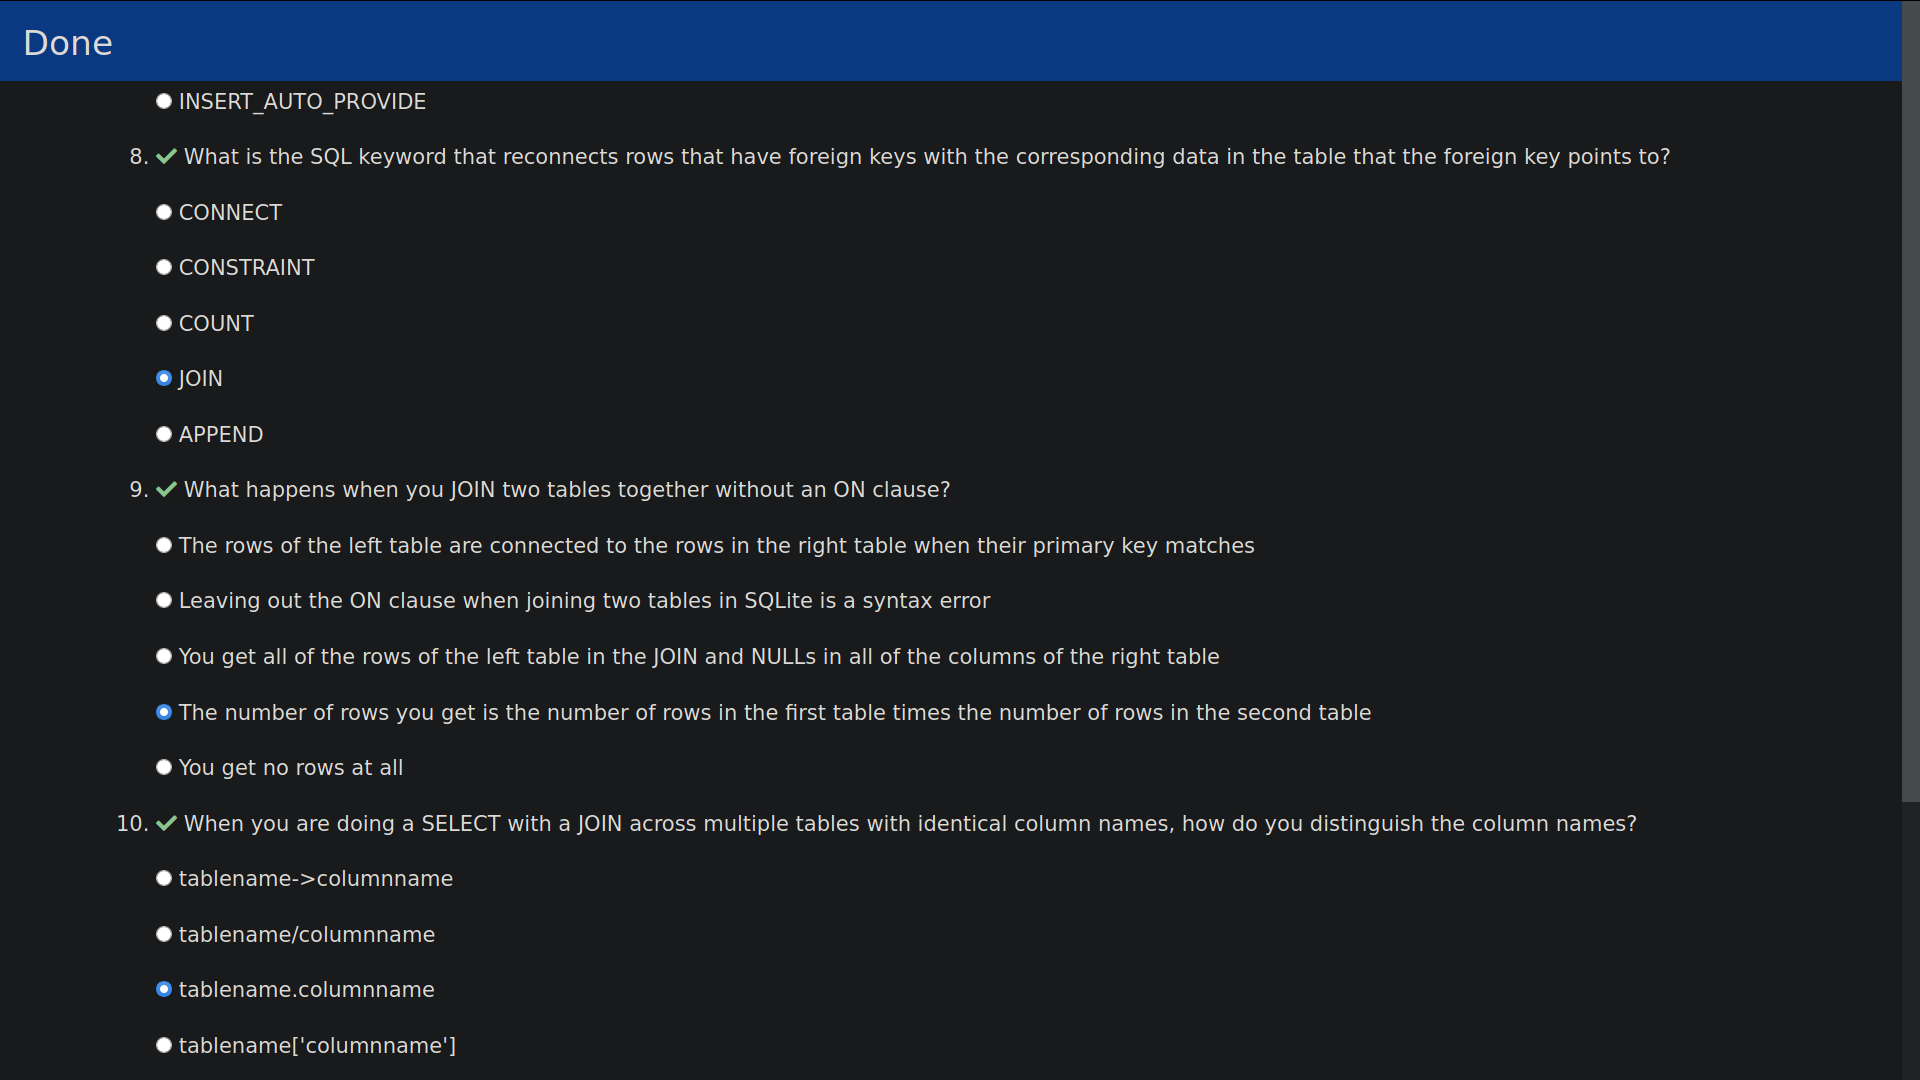 Done
INSERT_AUTO_PROVIDE
8. What is the SQL keyword that reconnects rows that have foreign keys with the corresponding data in the table that the foreign key points to?
CONNECT
CONSTRAINT
COUNT
JOIN
APPEND
9. What happens when you JOIN two tables together without an ON clause?
The rows of the left table are connected to the rows in the right table when their primary key matches
Leaving out the ON clause when joining two tables in SQLite is a syntax error
You get all of the rows of the left table in the JOIN and NULLs in all of the columns of the right table
The number of rows you get is the number of rows in the first table times the number of rows in the second table
You get no rows at all
10. When you are doing a SELECT with a JOIN across multiple tables with identical column names, how do you distinguish the column names?
tablename->columnname
tablename/columnname
tablename.columnname
tablename['columnname']